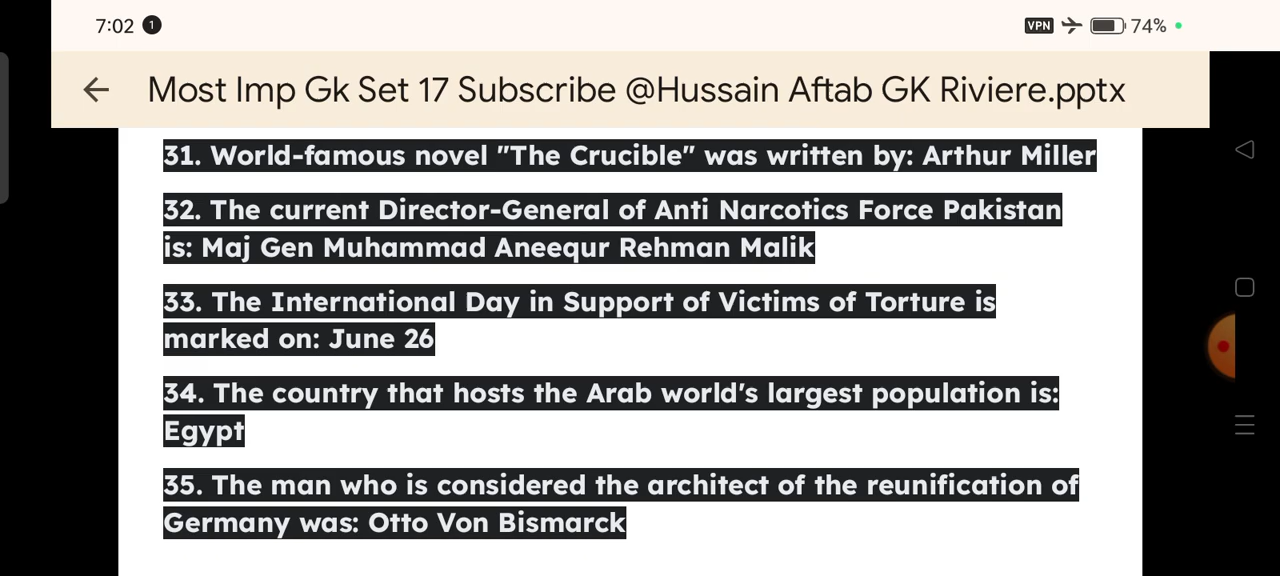 7:02 1 VPN 74%
Most Imp Gk Set 17 Subscribe @Hussain Aftab GK Riviere.pptx
31. World-famous novel "The Crucible" was written by: Arthur Miller
32. The current Director-General of Anti Narcotics Force Pakistan
is: Maj Gen Muhammad Aneequr Rehman Malik
33. The International Day in Support of Victims of Torture is
marked on: June 26
34. The country that hosts the Arab world's largest population is:
Egypt
35. The man who is considered the architect of the reunification of
Germany was: Otto Von Bismarck